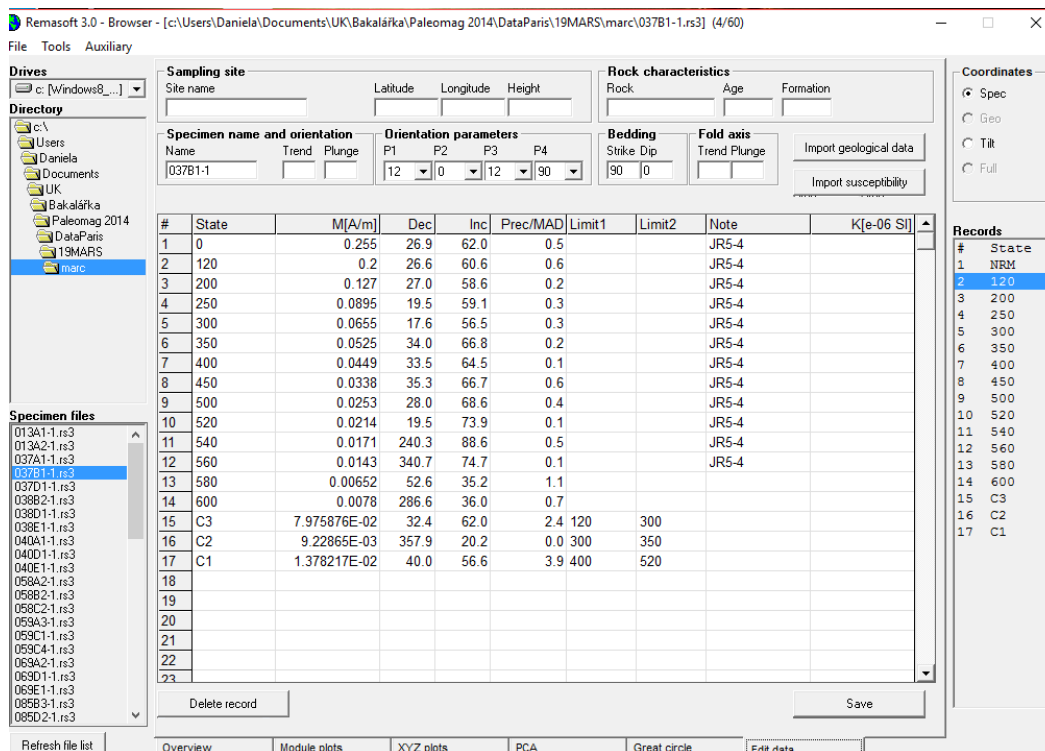 Remasoft 3.0 - Browser - [c:\Users\Daniela\Documents\UK\Bakalářka\Paleomag 2014\DataParis\19MARS\marc\037B1-1.rs3] (4/60)
File Tools Auxiliary
Drives
c: [Windows8_...]
Directory
c:\
Users
Daniela
Documents
UK
Bakalářka
Paleomag 2014
DataParis
19MARS
marc
Specimen files
013A1-1.rs3
013A2-1.rs3
037A1-1.rs3
037B1-1.rs3
037D1-1.rs3
038B2-1.rs3
038D1-1.rs3
038E1-1.rs3
040A1-1.rs3
040D1-1.rs3
040E1-1.rs3
058A2-1.rs3
058B2-1.rs3
058C2-1.rs3
059A3-1.rs3
059C1-1.rs3
059C4-1.rs3
069A2-1.rs3
069D1-1.rs3
069E1-1.rs3
085B3-1.rs3
085D2-1.rs3
Refresh file list
Sampling site
Site name Latitude Longitude Height
Rock characteristics
Rock Age Formation
Specimen name and orientation
Name Trend Plunge
037B1-1
Orientation parameters
P1 P2 P3 P4
12 0 12 90
Bedding
Strike Dip
90 0
Fold axis
Trend Plunge
Import geological data
Import susceptibility
# State M[A/m] Dec Inc Prec/MAD Limit1 Limit2 Note K[e-06 SI]
1 0 0.255 26.9 62.0 0.5 JR5-4
2 120 0.2 26.6 60.6 0.6 JR5-4
3 200 0.127 27.0 58.6 0.2 JR5-4
4 250 0.0895 19.5 59.1 0.3 JR5-4
5 300 0.0655 17.6 56.5 0.3 JR5-4
6 350 0.0525 34.0 66.8 0.2 JR5-4
7 400 0.0449 33.5 64.5 0.1 JR5-4
8 450 0.0338 35.3 66.7 0.6 JR5-4
9 500 0.0253 28.0 68.6 0.4 JR5-4
10 520 0.0214 19.5 73.9 0.1 JR5-4
11 540 0.0171 240.3 88.6 0.5 JR5-4
12 560 0.0143 340.7 74.7 0.1 JR5-4
13 580 0.00652 52.6 35.2 1.1
14 600 0.0078 286.6 36.0 0.7
15 C3 7.975876E-02 32.4 62.0 2.4 120 300
16 C2 9.22865E-03 357.9 20.2 0.0 300 350
17 C1 1.378217E-02 40.0 56.6 3.9 400 520
18
19
20
21
22
23
Delete record
Save
Overview Module plots XYZ plots PCA Great circle Edit data
Coordinates
Spec
Geo
Tilt
Full
Records
# State
1 NRM
2 120
3 200
4 250
5 300
6 350
7 400
8 450
9 500
10 520
11 540
12 560
13 580
14 600
15 C3
16 C2
17 C1